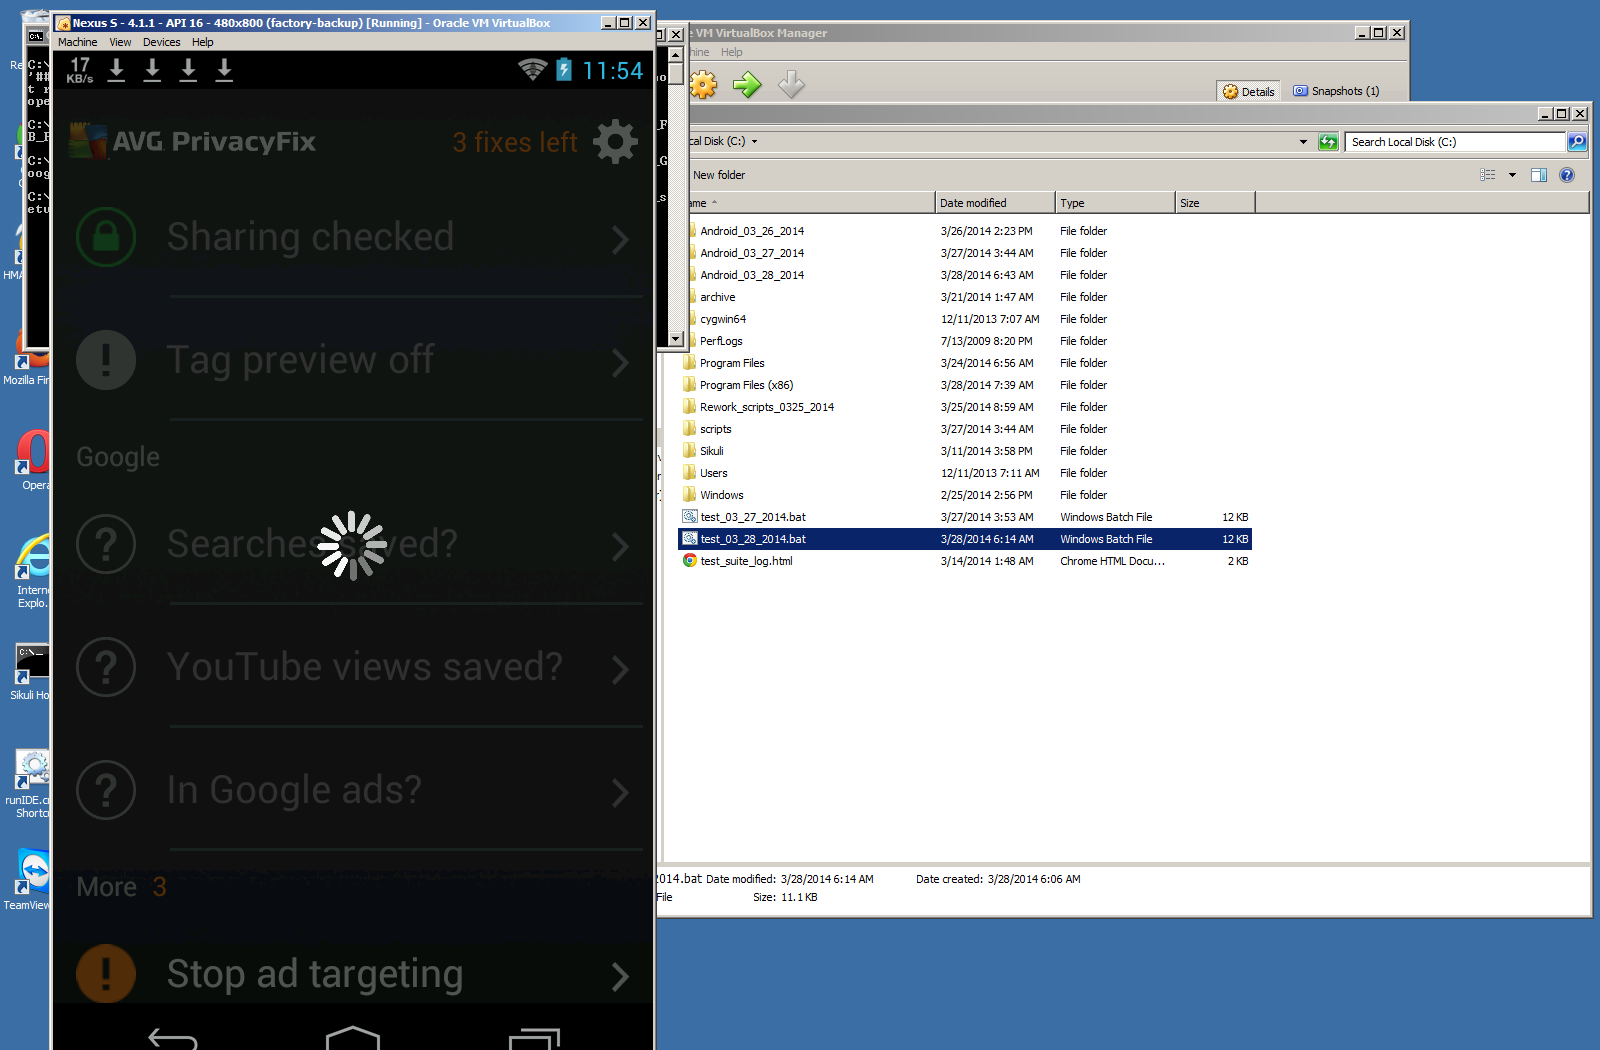 Nexus S - 4.1.1 - API 16 - 480x800 (factory-backup) [Running] - Oracle VM VirtualBox
Machine View Devices Help
17
KB/s
11:54
AVG PrivacyFix
3 fixes left
Sharing checked
Tag preview off
Google
Searches saved?
YouTube views saved?
In Google ads?
More 3
Stop ad targeting
VM VirtualBox Manager
Help
Details
Snapshots (1)
Disk (C:)
Search Local Disk (C:)
New folder
Date modified Type Size
Android_03_26_2014 3/26/2014 2:23 PM File folder
Android_03_27_2014 3/27/2014 3:44 AM File folder
Android_03_28_2014 3/28/2014 6:43 AM File folder
archive 3/21/2014 1:47 AM File folder
cygwin64 12/11/2013 7:07 AM File folder
PerfLogs 7/13/2009 8:20 PM File folder
Program Files 3/24/2014 6:56 AM File folder
Program Files (x86) 3/28/2014 7:39 AM File folder
Rework_scripts_0325_2014 3/25/2014 8:59 AM File folder
scripts 3/27/2014 3:44 AM File folder
Sikuli 3/11/2014 3:58 PM File folder
Users 12/11/2013 7:11 AM File folder
Windows 2/25/2014 2:56 PM File folder
test_03_27_2014.bat 3/27/2014 3:53 AM Windows Batch File 12 KB
test_03_28_2014.bat 3/28/2014 6:14 AM Windows Batch File 12 KB
test_suite_log.html 3/14/2014 1:48 AM Chrome HTML Docu... 2 KB
2014.bat Date modified: 3/28/2014 6:14 AM Date created: 3/28/2014 6:06 AM
File Size: 11.1 KB
HMA
Mozilla Fir
Opera
Intern
Explo.
Sikuli Ho
runIDE.c
Shortcu
TeamView